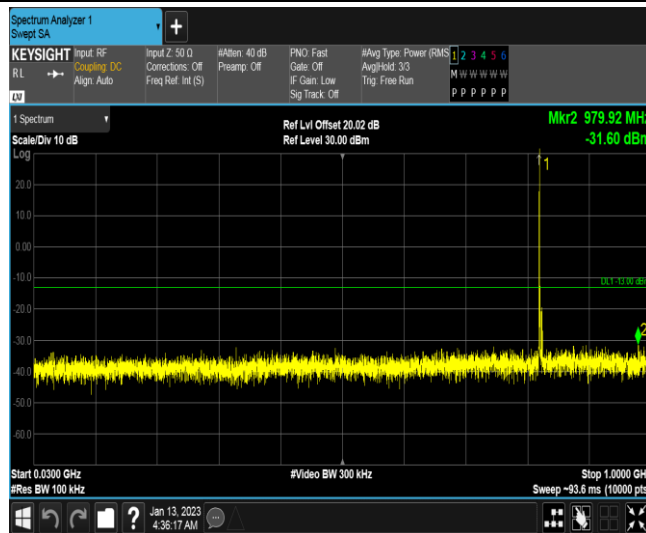 Spectrum Analyzer 1
Swept SA
KEYSIGHT Input: RF Input Z: 50 Ω #Atten: 40 dB PNO: Fast #Avg Type: Power (RMS 1 2 3 4 5 6
RL Coupling: DC Corrections: Off Preamp: Off Gate: Off Avg|Hold: 3/3 M W W W W W
Align: Auto Freq Ref: Int (S) IF Gain: Low Trig: Free Run
LXI Sig Track: Off P P P P P P
1 Spectrum Ref Lvl Offset 20.02 dB Mkr2 979.92 MHz
Scale/Div 10 dB Ref Level 30.00 dBm -31.60 dBm
Log
1
20.0
10.0
0.00
-10.0
DL1 -13.00 dBm
-20.0
-30.0
2
-40.0
-50.0
-60.0
Start 0.0300 GHz #Video BW 300 kHz Stop 1.0000 GH
#Res BW 100 kHz Sweep ~93.6 ms (10000 pts
? Jan 13, 2023
4:36:17 AM